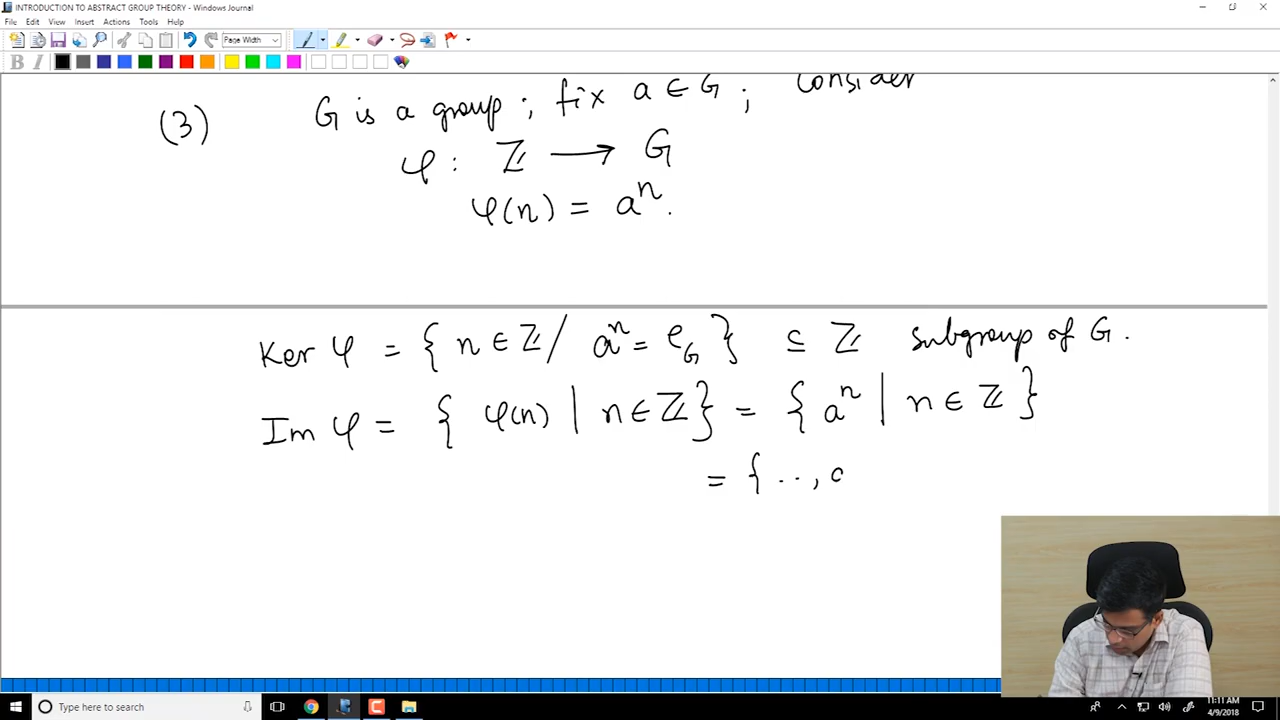 INTRODUCTION TO ABSTRACT GROUP THEORY - Windows Journal
File Edit View Insert Actions Tools Help
Page Width
B i
(3) G is a group ; fix a ∈ G ; consider
φ : ℤ ⟶ G
φ(n) = aⁿ.
Ker φ = { n ∈ ℤ / aⁿ = e_G } ⊆ ℤ subgroup of G.
Im φ = { φ(n) | n ∈ ℤ } = { aⁿ | n ∈ ℤ }
= { .. , a
Type here to search
11:11 AM
4/9/2018